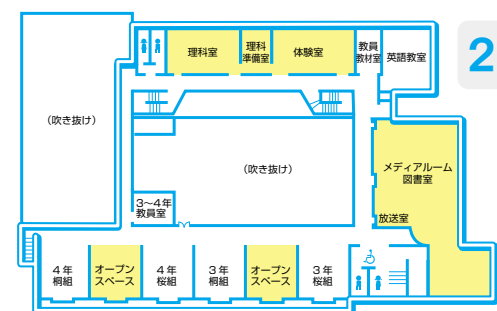 2
理科室
理科
準備室
体験室
教員
教材室
英語教室
(吹き抜け)
(吹き抜け)
メディアルーム
図書室
3〜4年
教員室
放送室
4年
桐組
オープン
スペース
4年
桜組
3年
桐組
オープン
スペース
3年
桜組